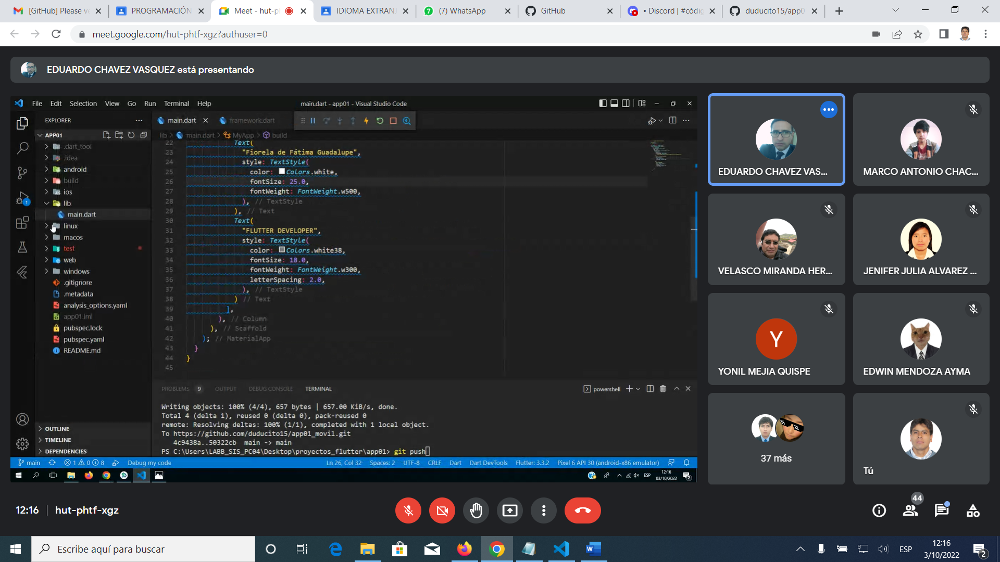 [GitHub] Please ve
PROGRAMACIÓN
Meet - hut-p
IDIOMA EXTRAN
(7) WhatsApp
GitHub
• Discord | #códig
duducito15/app0
meet.google.com/hut-phtf-xgz?authuser=0
EDUARDO CHAVEZ VASQUEZ está presentando
File Edit Selection View Go Run Terminal Help
main.dart - app01 - Visual Studio Code
EXPLORER
main.dart
framework.dart
APP01
lib > main.dart > MyApp > build
.dart_tool
.idea
android
build
ios
lib
main.dart
linux
macos
test
web
windows
.gitignore
.metadata
analysis_options.yaml
app01.iml
pubspec.lock
pubspec.yaml
README.md
OUTLINE
TIMELINE
DEPENDENCIES
22 Text(
23 "Fiorela de Fátima Guadalupe",
24 style: TextStyle(
25 color: Colors.white,
26 fontSize: 25.0,
27 fontWeight: FontWeight.w500,
28 ), // TextStyle
29 ), // Text
30 Text(
31 "FLUTTER DEVELOPER",
32 style: TextStyle(
33 color: Colors.white38,
34 fontSize: 18.0,
35 fontWeight: FontWeight.w300,
36 letterSpacing: 2.0,
37 ), // TextStyle
38 ) // Text
39 ],
40 ), // Column
41 ), // Scaffold
42 ); // MaterialApp
43 }
44 }
45
PROBLEMS 9 OUTPUT DEBUG CONSOLE TERMINAL
powershell
Writing objects: 100% (4/4), 657 bytes | 657.00 KiB/s, done.
Total 4 (delta 1), reused 0 (delta 0), pack-reused 0
remote: Resolving deltas: 100% (1/1), completed with 1 local object.
To https://github.com/duducito15/app01_movil.git
4c9438a..50322cb main -> main
PS C:\Users\LABB_SIS_PC04\Desktop\proyectos_flutter\app01> git push
main 1 0 8 Debug my code
Ln 26, Col 32 Spaces: 2 UTF-8 CRLF Dart Dart DevTools Flutter: 3.3.2 Pixel 6 API 30 (android-x86 emulator)
ESP
12:16
03/10/2022
2
EDUARDO CHAVEZ VAS...
MARCO ANTONIO CHAC...
VELASCO MIRANDA HER...
JENIFER JULIA ALVAREZ ...
Y
YONIL MEJIA QUISPE
EDWIN MENDOZA AYMA
37 más
Tú
12:16 | hut-phtf-xgz
44
Escribe aquí para buscar
ESP
12:16
3/10/2022
2